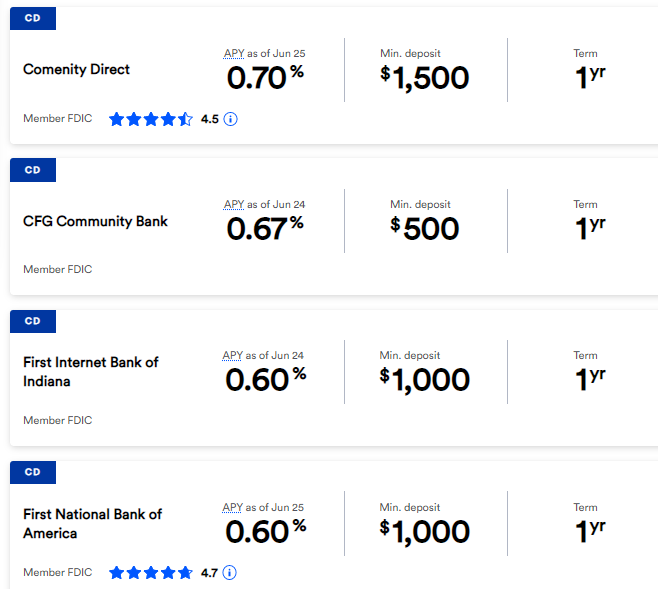 CD
Comenity Direct
APY as of Jun 25
0.70%
Min. deposit
$1,500
Term
1yr
Member FDIC 4.5
CD
CFG Community Bank
APY as of Jun 24
0.67%
Min. deposit
$500
Term
1yr
Member FDIC
CD
First Internet Bank of
Indiana
APY as of Jun 24
0.60%
Min. deposit
$1,000
Term
1yr
Member FDIC
CD
First National Bank of
America
APY as of Jun 25
0.60%
Min. deposit
$1,000
Term
1yr
Member FDIC 4.7